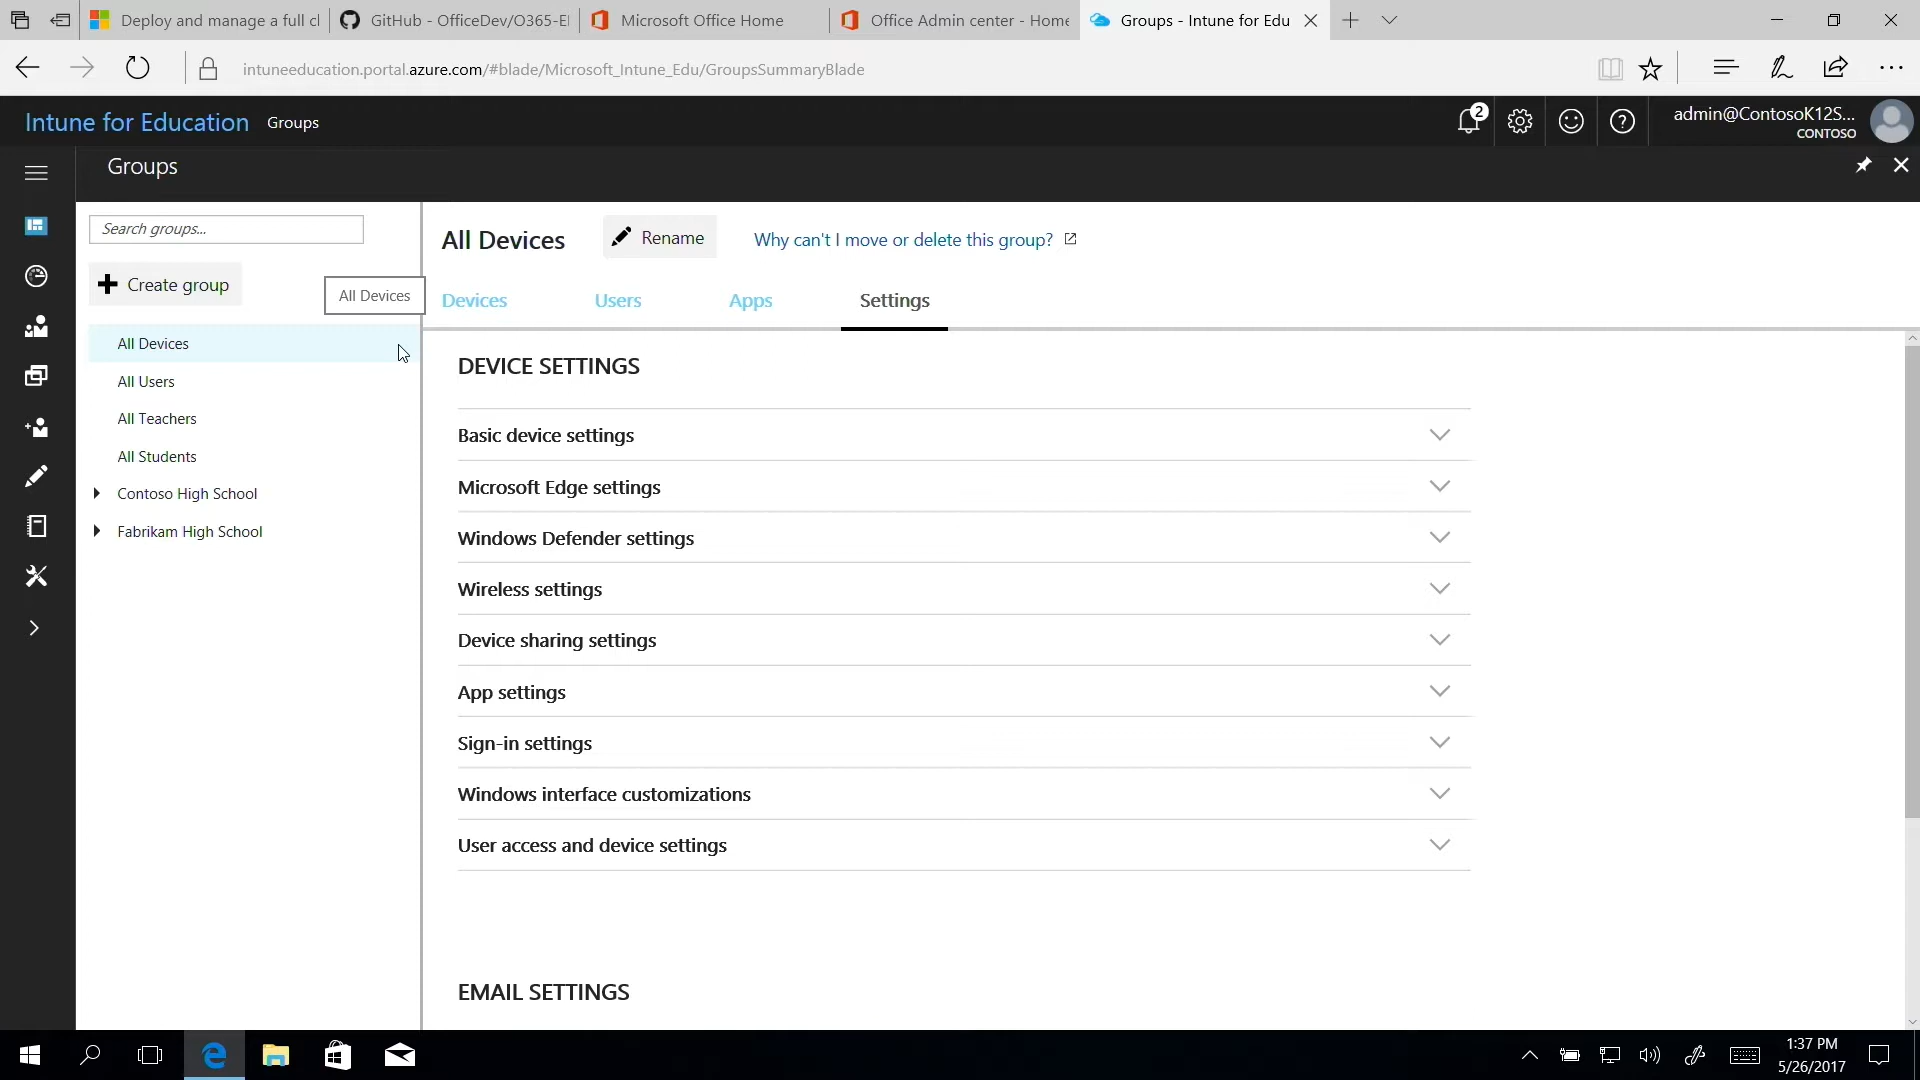 Deploy and manage a full cl
GitHub - OfficeDev/O365-E
Microsoft Office Home
Office Admin center - Home
Groups - Intune for Edu
intuneeducation.portal.azure.com/#blade/Microsoft_Intune_Edu/GroupsSummaryBlade
Intune for Education
Groups
2
admin@ContosoK12S...
CONTOSO
Groups
Search groups...
Create group
All Devices
All Devices
All Users
All Teachers
All Students
Contoso High School
Fabrikam High School
All Devices
Rename
Why can't I move or delete this group?
Devices
Users
Apps
Settings
DEVICE SETTINGS
Basic device settings
Microsoft Edge settings
Windows Defender settings
Wireless settings
Device sharing settings
App settings
Sign-in settings
Windows interface customizations
User access and device settings
EMAIL SETTINGS
1:37 PM
5/26/2017